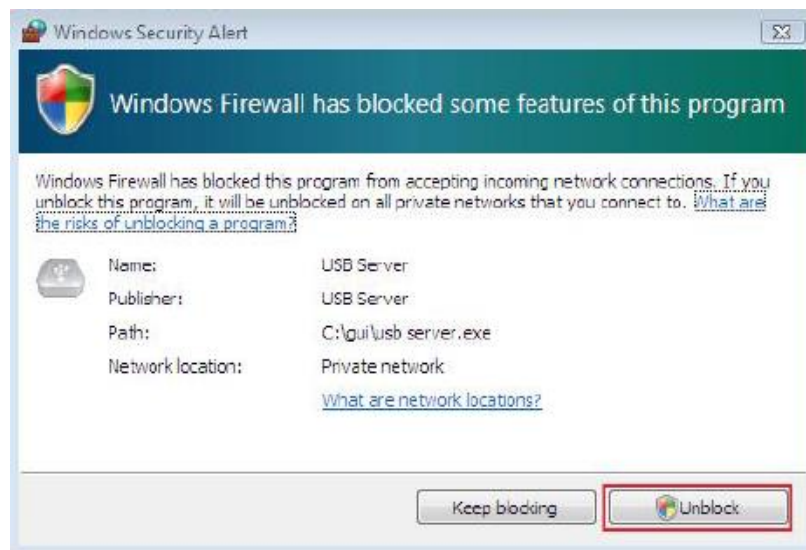 Windows Security Alert
Windows Firewall has blocked some features of this program
Windows Firewall has blocked this program from accepting incoming network connections. If you
unblock this program, it will be unblocked on all private networks that you connect to. What are
the risks of unblocking a program?
Name: USB Server
Publisher: USB Server
Path: C:\gui\usb server.exe
Network location: Private network
What are network locations?
Keep blocking Unblock